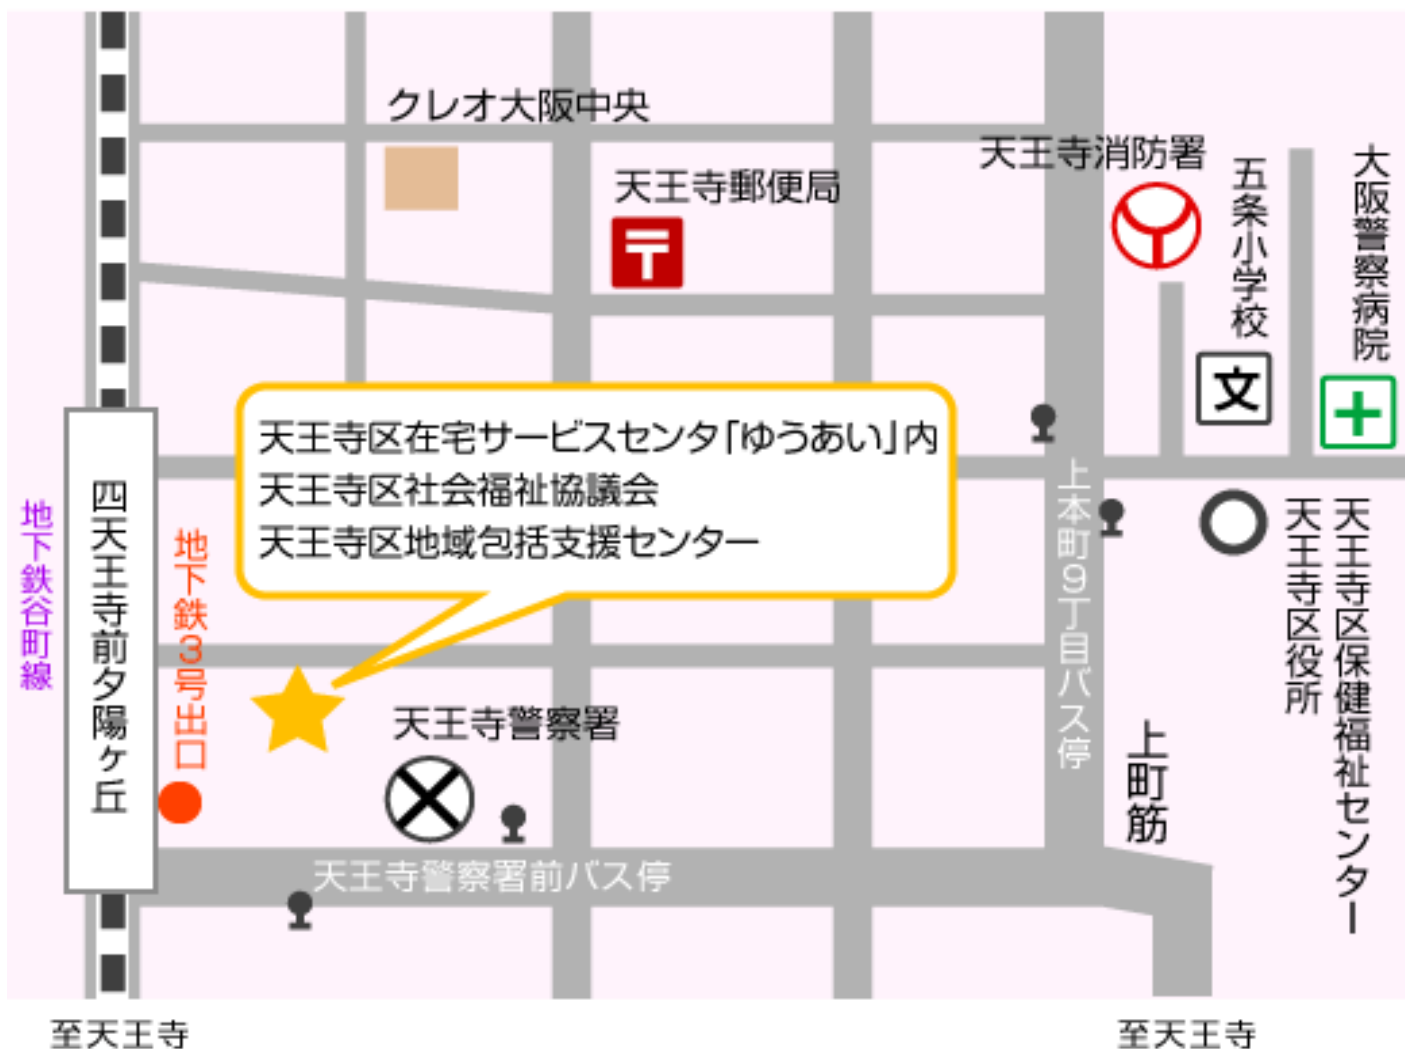 クレオ大阪中央
天王寺郵便局
天王寺消防署
五条小学校
大阪警察病院
天王寺区在宅サービスセンタ「ゆうあい」内
天王寺区社会福祉協議会
天王寺区地域包括支援センター
地下鉄谷町線
四天王寺前夕陽ヶ丘
地下鉄3号出口
文
上本町9丁目バス停
天王寺区役所
天王寺区保健福祉センター
天王寺警察署
上町筋
天王寺警察署前バス停
至天王寺
至天王寺